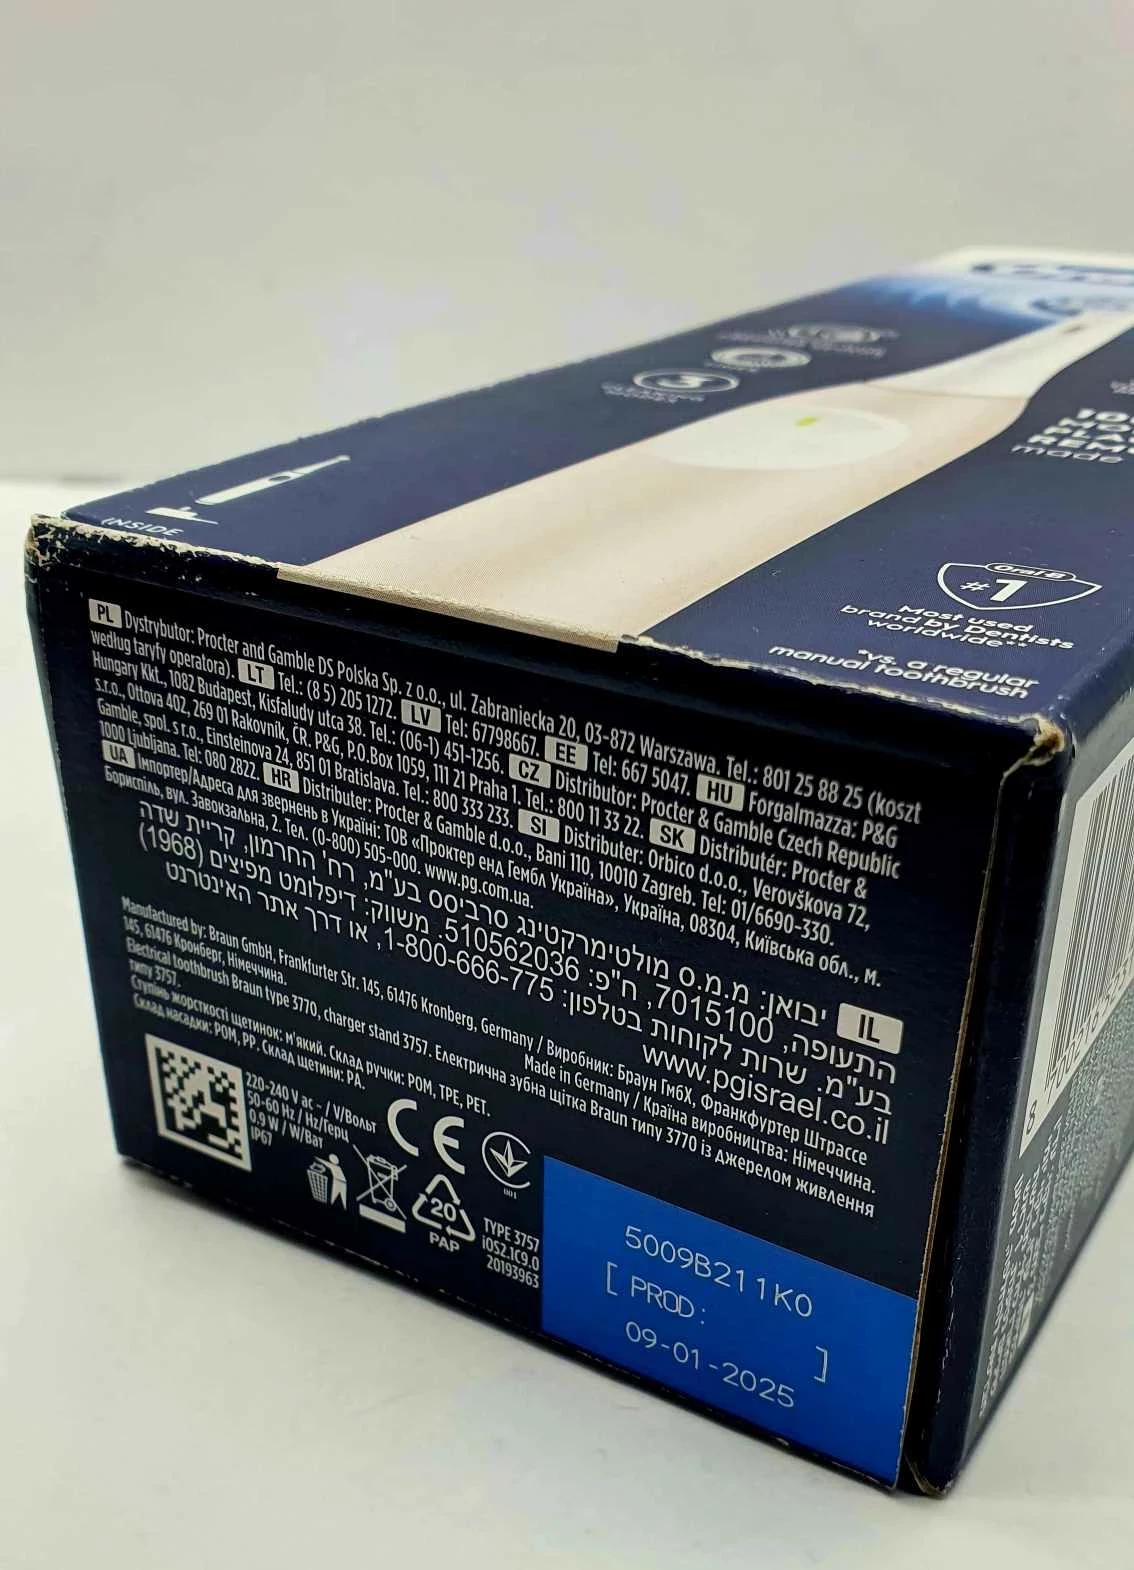 INSIDE
3
100
made
Oral-B
#1
Most used
brand by Dentists
worldwide**
*vs. a regular
manual toothbrush
PL Dystrybutor: Procter and Gamble DS Polska Sp. z o.o., ul. Zabraniecka 20, 03-872 Warszawa. Tel.: 801 25 88 25 (koszt
według taryfy operatora). LT Tel.: (8 5) 205 1272. LV Tel: 67798667. EE Tel: 667 5047. HU Forgalmazza: P&G
Hungary Kkt., 1082 Budapest, Kisfaludy utca 38. Tel.: (06-1) 451-1256. CZ Distributor: Procter & Gamble Czech Republic
s.r.o., Ottova 402, 269 01 Rakovník, ČR. P&G, P.O.Box 1059, 111 21 Praha 1. Tel.: 800 11 33 22. SK Distributér: Procter &
Gamble, spol. s r.o., Einsteinova 24, 851 01 Bratislava. Tel.: 800 333 233. SI Distributer: Orbico d.o.o., Verovškova 72,
1000 Ljubljana. Tel: 080 2822. HR Distributer: Procter & Gamble d.o.o., Bani 110, 10010 Zagreb. Tel: 01/6690-330.
UA Імпортер/Адреса для звернень в Україні: ТОВ «Проктер енд Гембл Україна», Україна, 08304, Київська обл., м.
Бориспіль, вул. Завокзальна, 2. Тел. (0-800) 505-000. www.pg.com.ua.
IL יבואן: מ.מ.ס מולטימרקטינג סרביסס בע"מ, רח' החרמון, קריית שדה
התעופה, 7015100, ח"פ: 510562036. משווק: דיפלומט מפיצים (1968)
בע"מ. שרות לקוחות בטלפון: 1-800-666-775, או דרך אתר האינטרנט
www.pgisrael.co.il
Manufactured by: Braun GmbH, Frankfurter Str. 145, 61476 Kronberg, Germany / Виробник: Браун ГмбХ, Франкфуртер Штрассе
145, 61476 Кронберг, Німеччина. Made in Germany / Країна виробництва: Німеччина.
Electrical toothbrush Braun type 3770, charger stand 3757. Електрична зубна щітка Braun типу 3770 із джерелом живлення
типу 3757.
Ступінь жорсткості щетинок: м'який. Склад ручки: POM, TPE, PET.
Склад насадки: POM, PP. Склад щетини: PA.
220-240 V ac ~ / V/Вольт
50-60 Hz / Hz/Герц
0.9 W / W/Ват
IP67
CE
001
20
PAP
TYPE 3757
iOS2.1C9.0
20193963
5009B211K0
[ PROD:
09-01-2025 ]